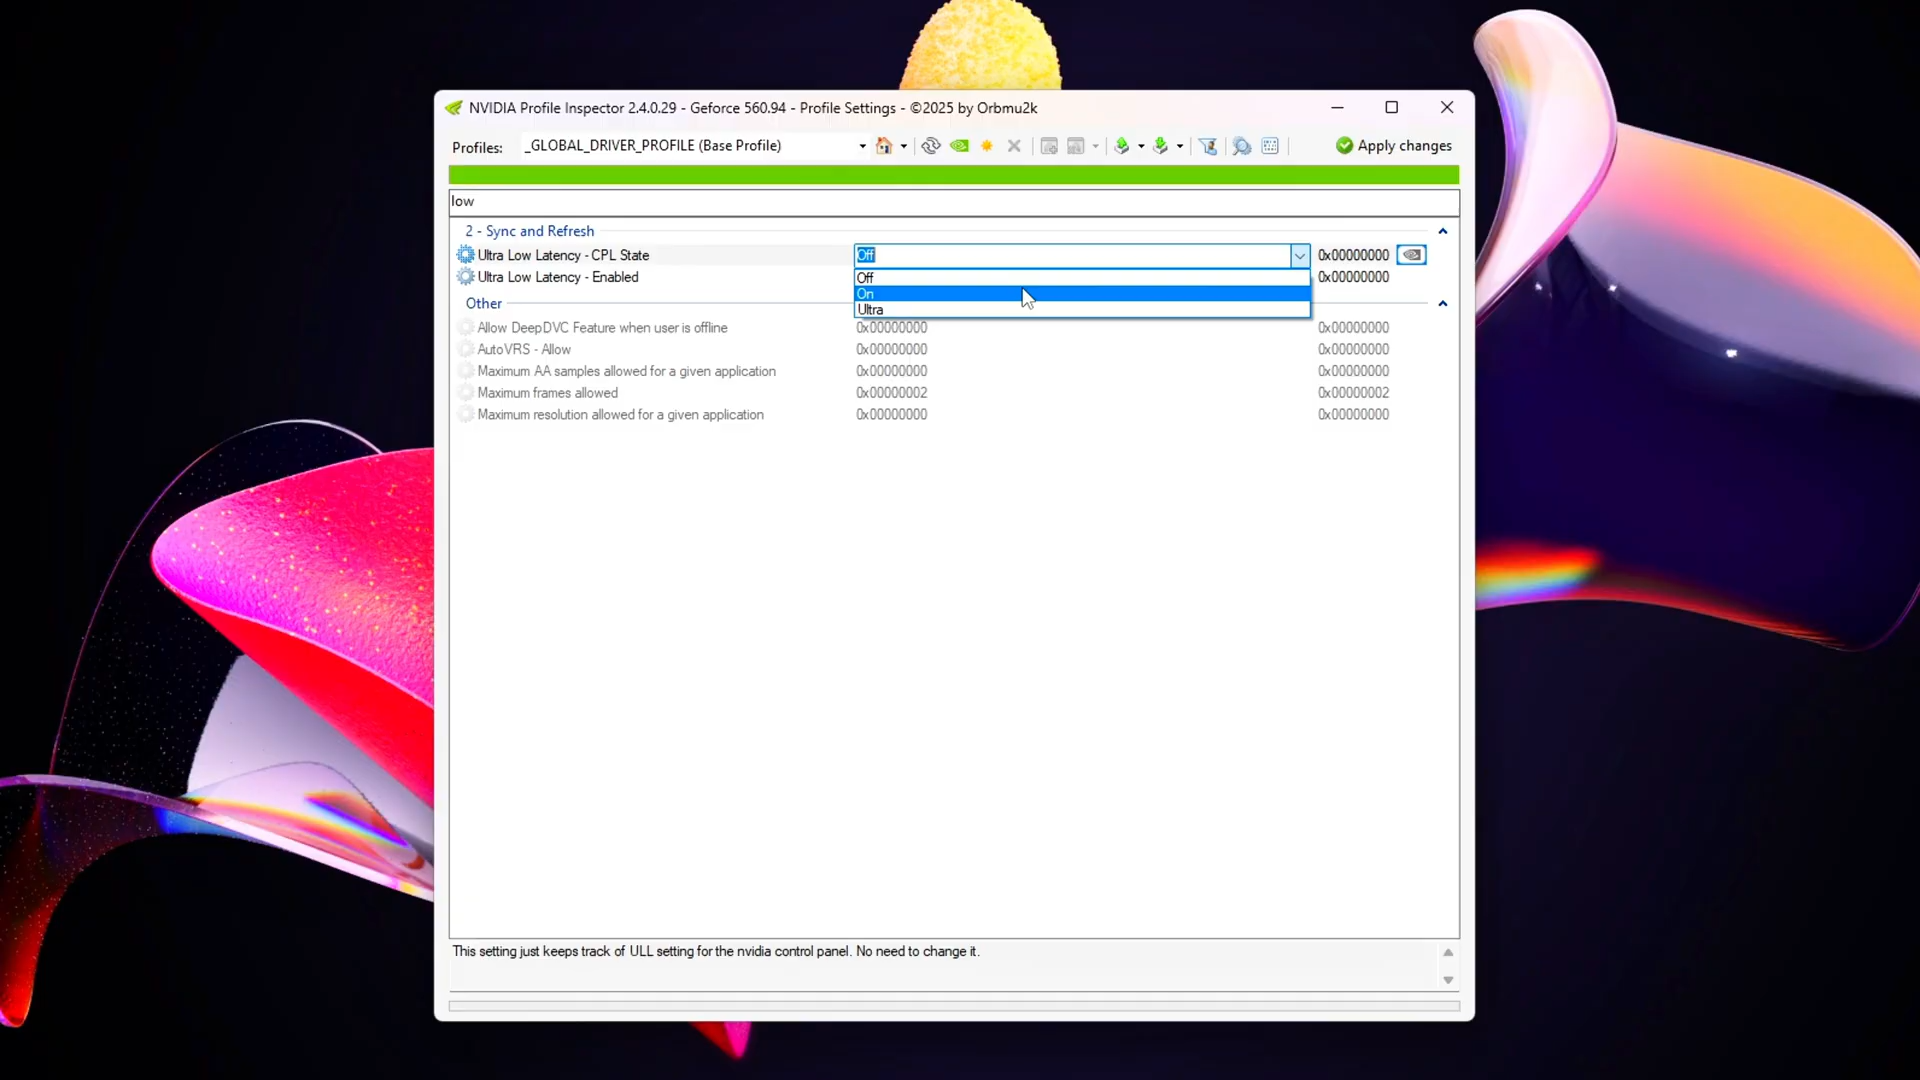 NVIDIA Profile Inspector 2.4.0.29 - Geforce 560.94 - Profile Settings - ©2025 by Orbmu2k
Profiles: _GLOBAL_DRIVER_PROFILE (Base Profile) Apply changes
low
2 - Sync and Refresh
Ultra Low Latency - CPL State Off 0x00000000
Off
Ultra Low Latency - Enabled 0x00000000
On
Other
Ultra
Allow DeepDVC Feature when user is offline 0x00000000 0x00000000
AutoVRS - Allow 0x00000000 0x00000000
Maximum AA samples allowed for a given application 0x00000000 0x00000000
Maximum frames allowed 0x00000002 0x00000002
Maximum resolution allowed for a given application 0x00000000 0x00000000
This setting just keeps track of ULL setting for the nvidia control panel. No need to change it.